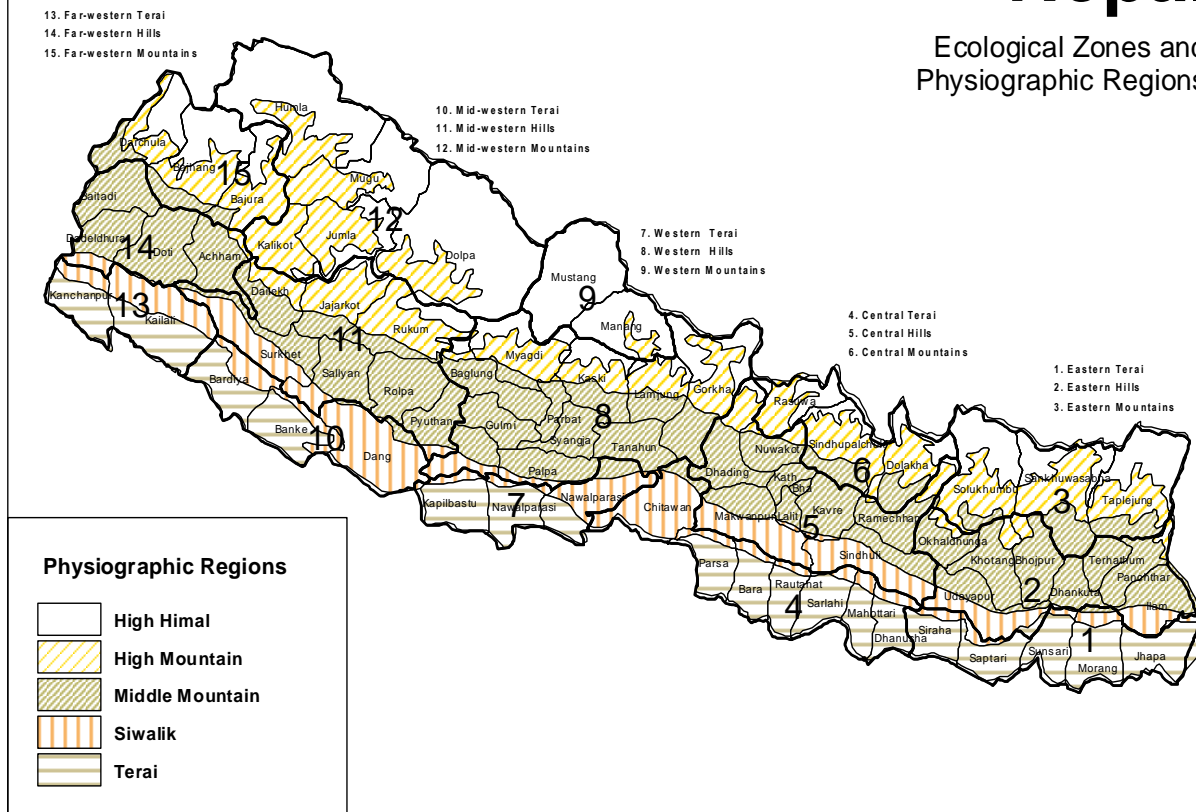 Nepal
Ecological Zones and
Physiographic Regions
13. Far-western Terai
14. Far-western Hills
15. Far-western Mountains
10. Mid-western Terai
11. Mid-western Hills
12. Mid-western Mountains
7. Western Terai
8. Western Hills
9. Western Mountains
4. Central Terai
5. Central Hills
6. Central Mountains
1. Eastern Terai
2. Eastern Hills
3. Eastern Mountains
Humla
Darchula
Bajhang
15
Mugu
Bajura
Baitadi
12
Jumla
Dadeldhura
14
Doti
Achham
Kalikot
Dolpa
Mustang
9
Kanchanpur
13
Kailali
Dailekh
Jajarkot
Rukum
Manang
11
Surkhet
Sallyan
Bardiya
Rolpa
Baglung
Myagdi
Kaski
Lamjung
Gorkha
Rasuwa
8
Parbat
Gulmi
Pyuthan
Syangja
Tanahun
Banke
10
Dang
Palpa
Nuwakot
Sindhupalchok
Dolakha
6
Dhading
Kath
Bha
Kapilbastu
7
Nawalparasi
Nawalparasi
Chitawan
Makwanpur
Lalit
Kavre
5
Ramechhap
Solukhumbu
Sankhuwasabha
3
Taplejung
Okhaldhunga
Khotang
Bhojpur
Terhathum
Panchthar
Sindhuli
Parsa
Bara
Rautahat
4
Sarlahi
Mahottari
Dhanusha
Udayapur
2
Dhankuta
Ilam
Siraha
Saptari
Sunsari
1
Morang
Jhapa
Physiographic Regions
High Himal
High Mountain
Middle Mountain
Siwalik
Terai